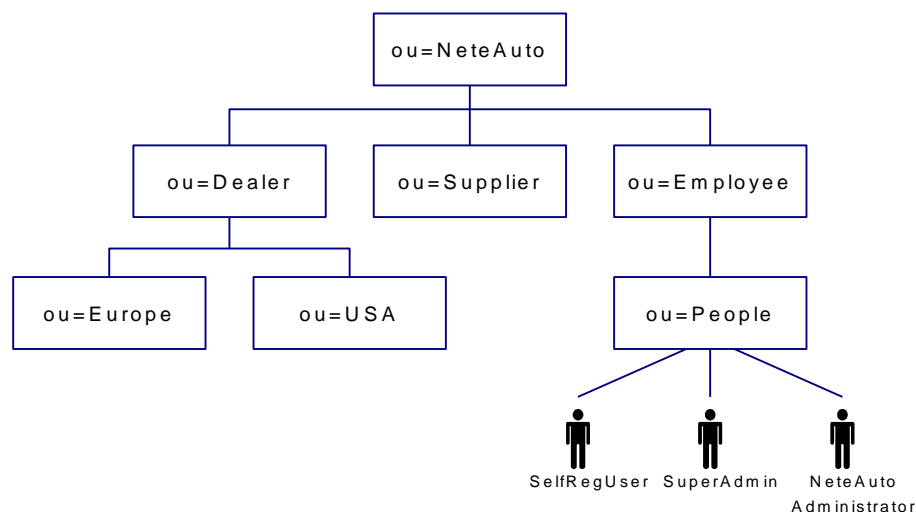 ou=NeteAuto
ou=Dealer
ou=Supplier
ou=Employee
ou=Europe
ou=USA
ou=People
SelfRegUser
SuperAdmin
NeteAuto
Administrator